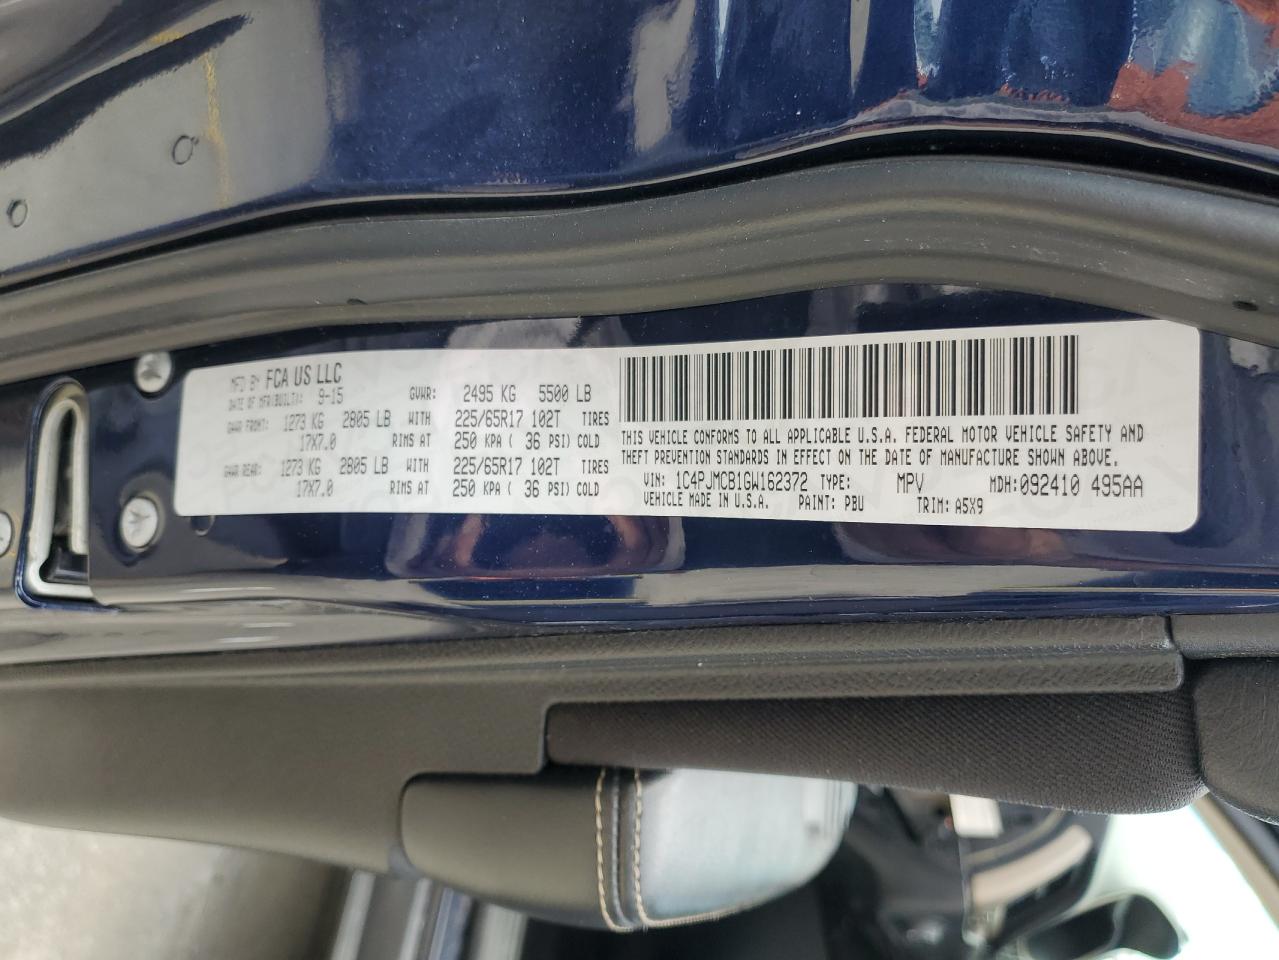 MFD BY FCA US LLC
DATE OF MFR(BUILT): 9-15 GVWR: 2495 KG 5500 LB
GAWR FRONT: 1273 KG 2805 LB WITH 225/65R17 102T TIRES
17X7.0 RIMS AT 250 KPA ( 36 PSI) COLD
GAWR REAR: 1273 KG 2805 LB WITH 225/65R17 102T TIRES
17X7.0 RIMS AT 250 KPA ( 36 PSI) COLD
THIS VEHICLE CONFORMS TO ALL APPLICABLE U.S.A. FEDERAL MOTOR VEHICLE SAFETY AND
THEFT PREVENTION STANDARDS IN EFFECT ON THE DATE OF MANUFACTURE SHOWN ABOVE.
VIN: 1C4PJMCB1GW162372 TYPE: MPV MDH:092410 495AA
VEHICLE MADE IN U.S.A. PAINT: PBU TRIM: A5X9